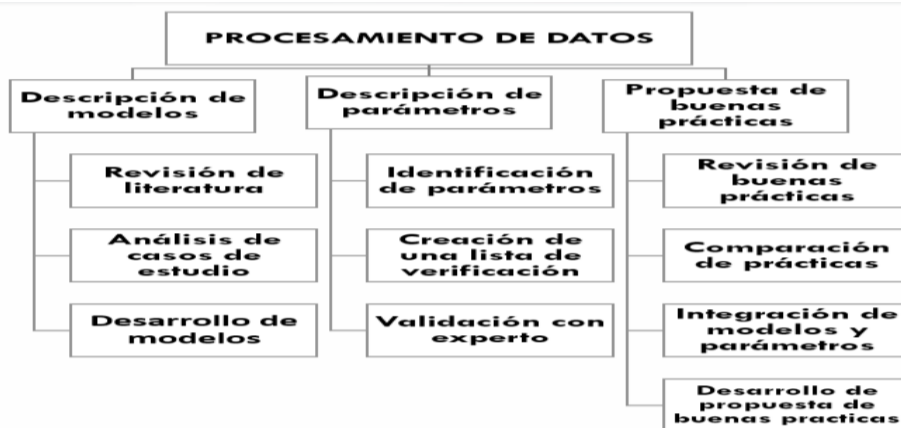 PROCESAMIENTO DE DATOS
Descripción de
modelos
Revisión de
literatura
Análisis de
casos de
estudio
Desarrollo de
modelos
Descripción de
parámetros
Identificación
de parámetros
Creación de
una lista de
verificación
Validación con
experto
Propuesta de
buenas
prácticas
Revisión de
buenas
prácticas
Comparación
de prácticas
Integración de
modelos y
parámetros
Desarrollo de
propuesta de
buenas practicas